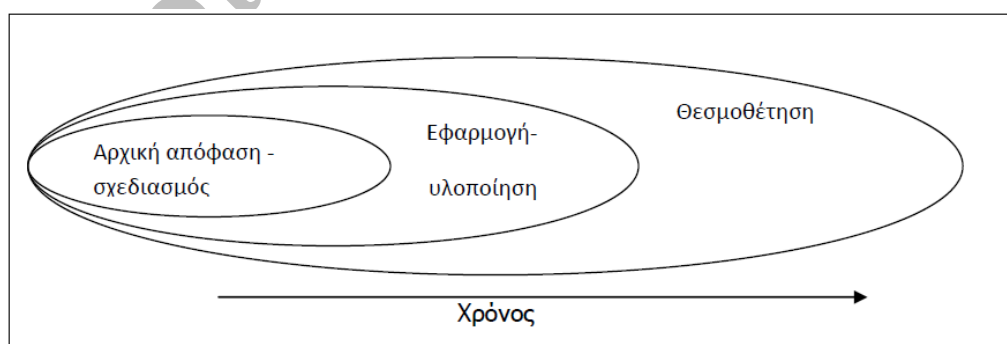 Θεσμοθέτηση
Εφαρμογή-
υλοποίηση
Αρχική απόφαση -
σχεδιασμός
Χρόνος